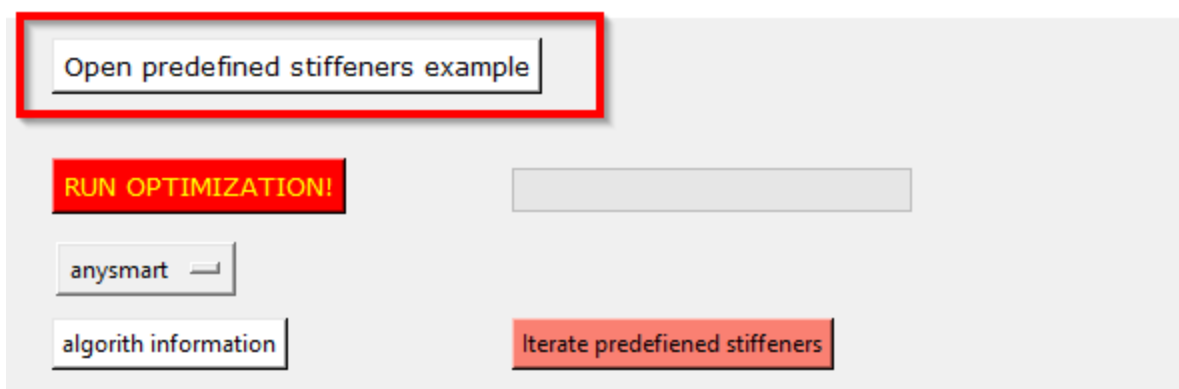 Open predefined stiffeners example
RUN OPTIMIZATION!
anysmart
algorith information
Iterate predefiened stiffeners